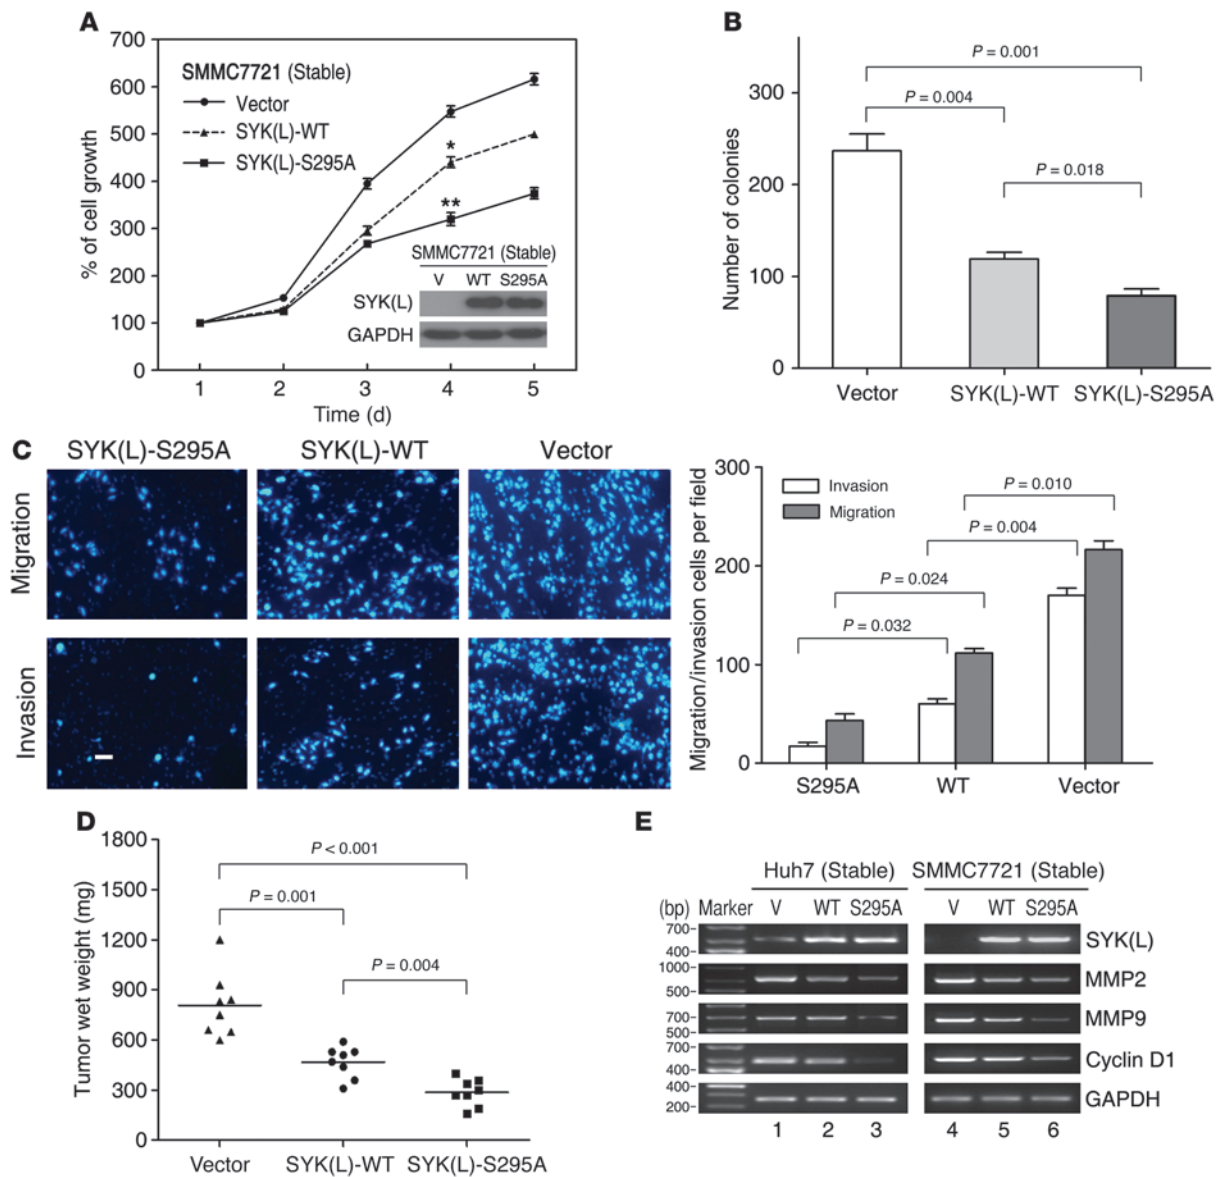 A
700
600
500
400
300
200
100
0
% of cell growth
SMMC7721 (Stable)
Vector
SYK(L)-WT
SYK(L)-S295A
*
**
SMMC7721 (Stable)
V WT S295A
SYK(L)
GAPDH
1 2 3 4 5
Time (d)
B
300
200
100
0
Number of colonies
P = 0.001
P = 0.004
P = 0.018
Vector SYK(L)-WT SYK(L)-S295A
C
SYK(L)-S295A SYK(L)-WT Vector
Migration
Invasion
300
200
100
0
Migration/invasion cells per field
Invasion
Migration
P = 0.010
P = 0.004
P = 0.024
P = 0.032
S295A WT Vector
D
1800
1500
1200
900
600
300
0
Tumor wet weight (mg)
P < 0.001
P = 0.001
P = 0.004
Vector SYK(L)-WT SYK(L)-S295A
E
Huh7 (Stable) SMMC7721 (Stable)
(bp) Marker V WT S295A V WT S295A
700-
400-
SYK(L)
1000-
500-
MMP2
700-
500-
MMP9
700-
400-
Cyclin D1
400-
200-
GAPDH
1 2 3 4 5 6